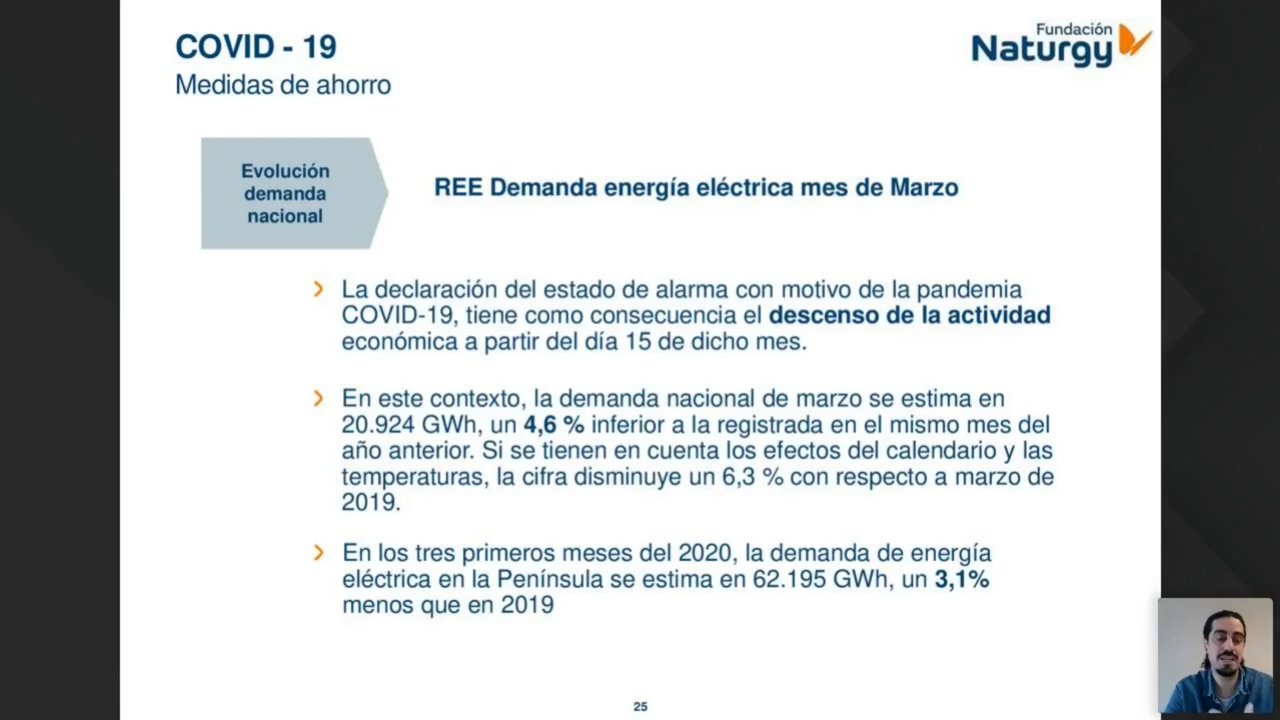 COVID - 19
Medidas de ahorro
Fundación
Naturgy
Evolución
demanda
nacional
REE Demanda energía eléctrica mes de Marzo
La declaración del estado de alarma con motivo de la pandemia
COVID-19, tiene como consecuencia el descenso de la actividad
económica a partir del día 15 de dicho mes.
En este contexto, la demanda nacional de marzo se estima en
20.924 GWh, un 4,6 % inferior a la registrada en el mismo mes del
año anterior. Si se tienen en cuenta los efectos del calendario y las
temperaturas, la cifra disminuye un 6,3 % con respecto a marzo de
2019.
En los tres primeros meses del 2020, la demanda de energía
eléctrica en la Península se estima en 62.195 GWh, un 3,1%
menos que en 2019
25